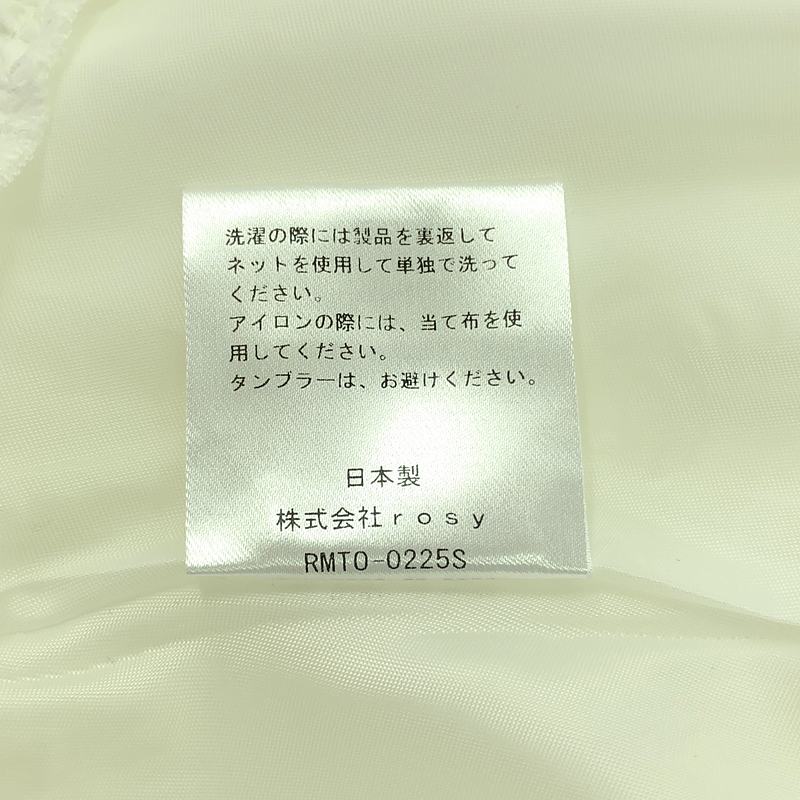 洗濯の際には製品を裏返して
ネットを使用して単独で洗って
ください。
アイロンの際には、当て布を使
用してください。
タンブラーは、お避けください。
日本製
株式会社ｒｏｓｙ
RMTO-0225S